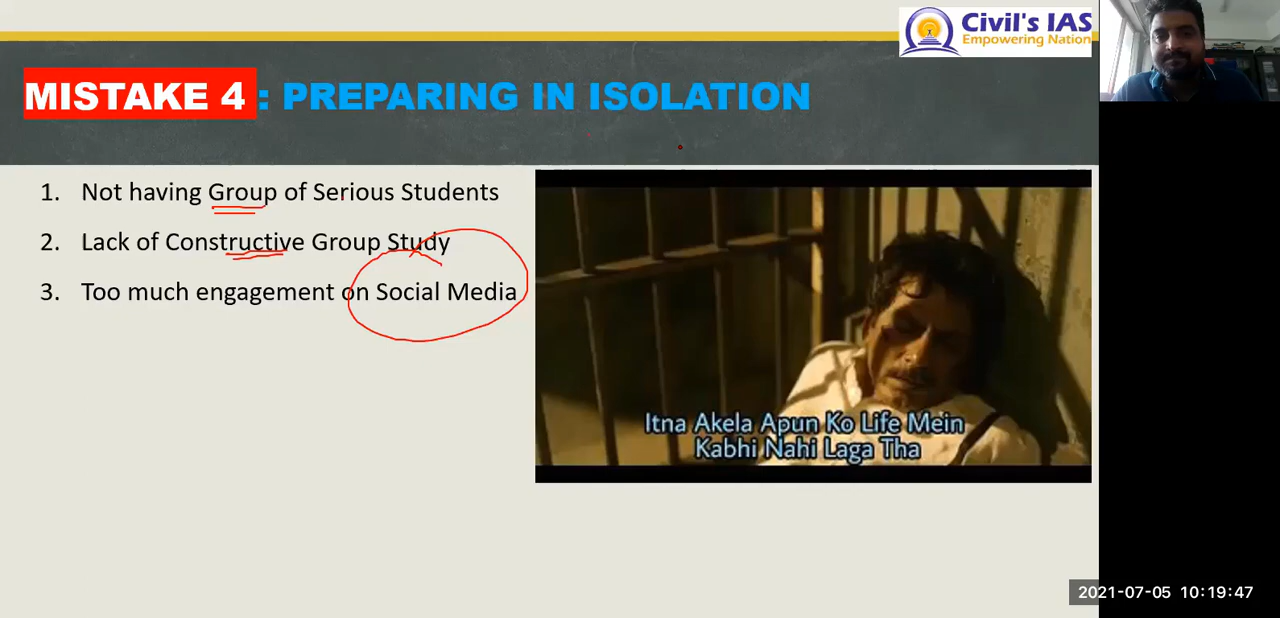 Civil's IAS
Empowering Nation
MISTAKE 4 : PREPARING IN ISOLATION
1. Not having Group of Serious Students
2. Lack of Constructive Group Study
3. Too much engagement on Social Media
Itna Akela Apun Ko Life Mein
Kabhi Nahi Laga Tha
2021-07-05 10:19:47